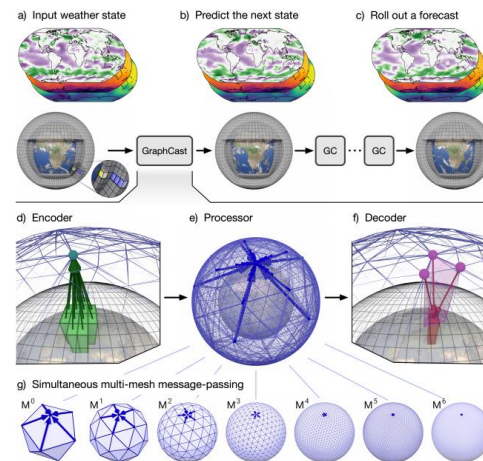 a) Input weather state
b) Predict the next state
c) Roll out a forecast
GraphCast
GC
...
GC
d) Encoder
e) Processor
f) Decoder
g) Simultaneous multi-mesh message-passing
M⁰
M¹
M²
M³
M⁴
M⁵
M⁶